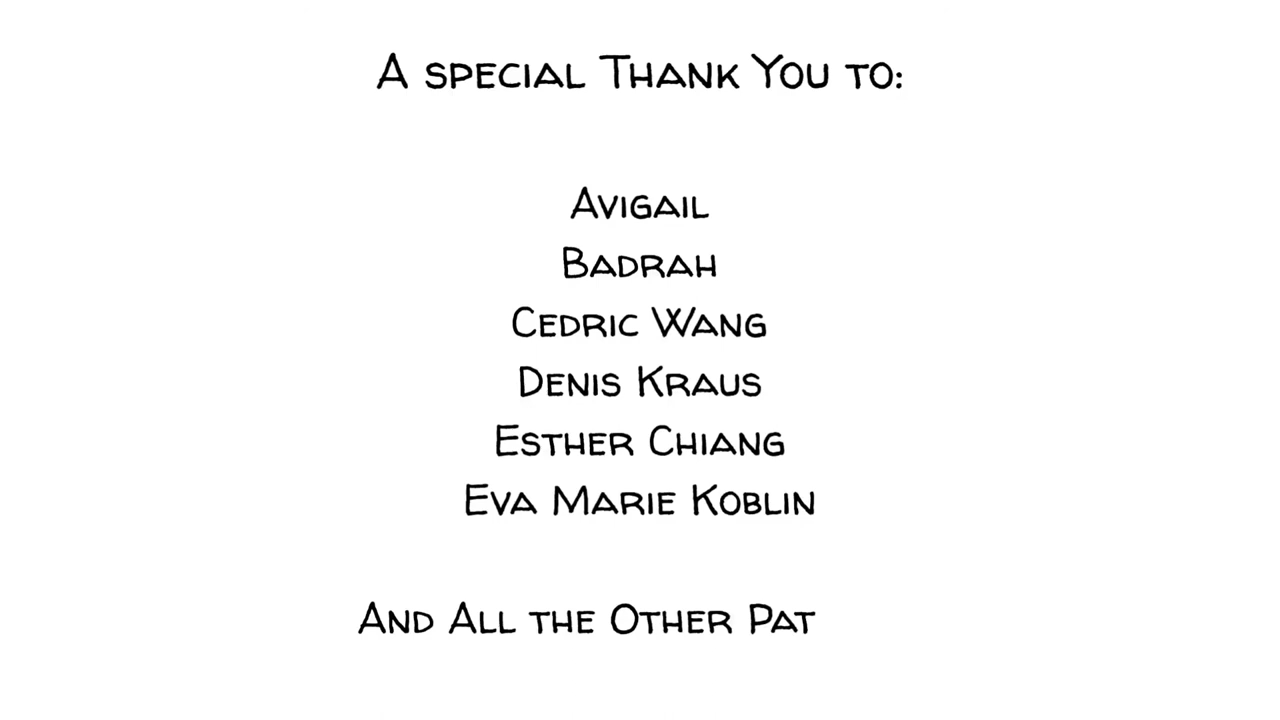 A special Thank You to:
Avigail
Badrah
Cedric Wang
Denis Kraus
Esther Chiang
Eva Marie Koblin
And All the Other Pat